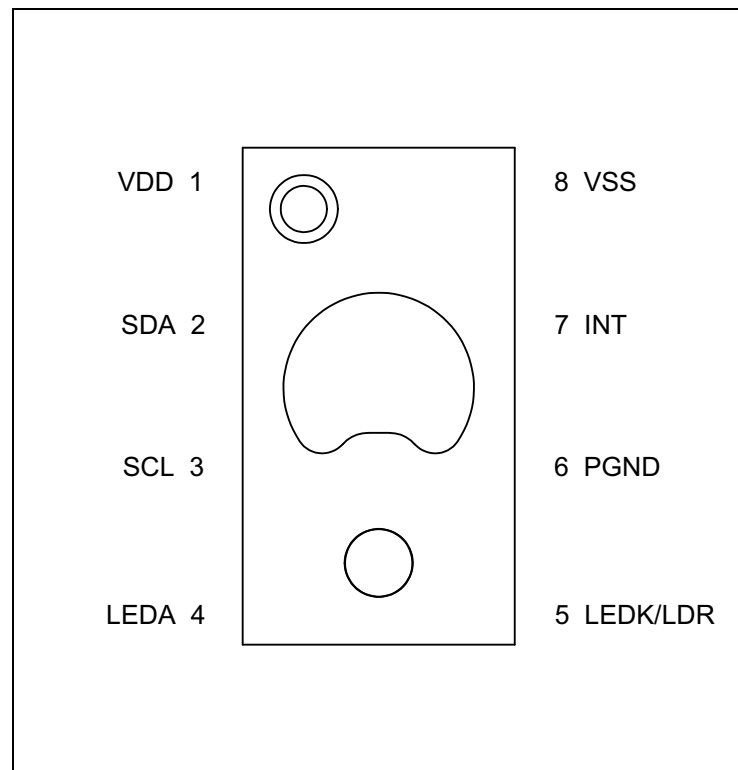 VDD 1
8 VSS
SDA 2
7 INT
SCL 3
6 PGND
LEDA 4
5 LEDK/LDR